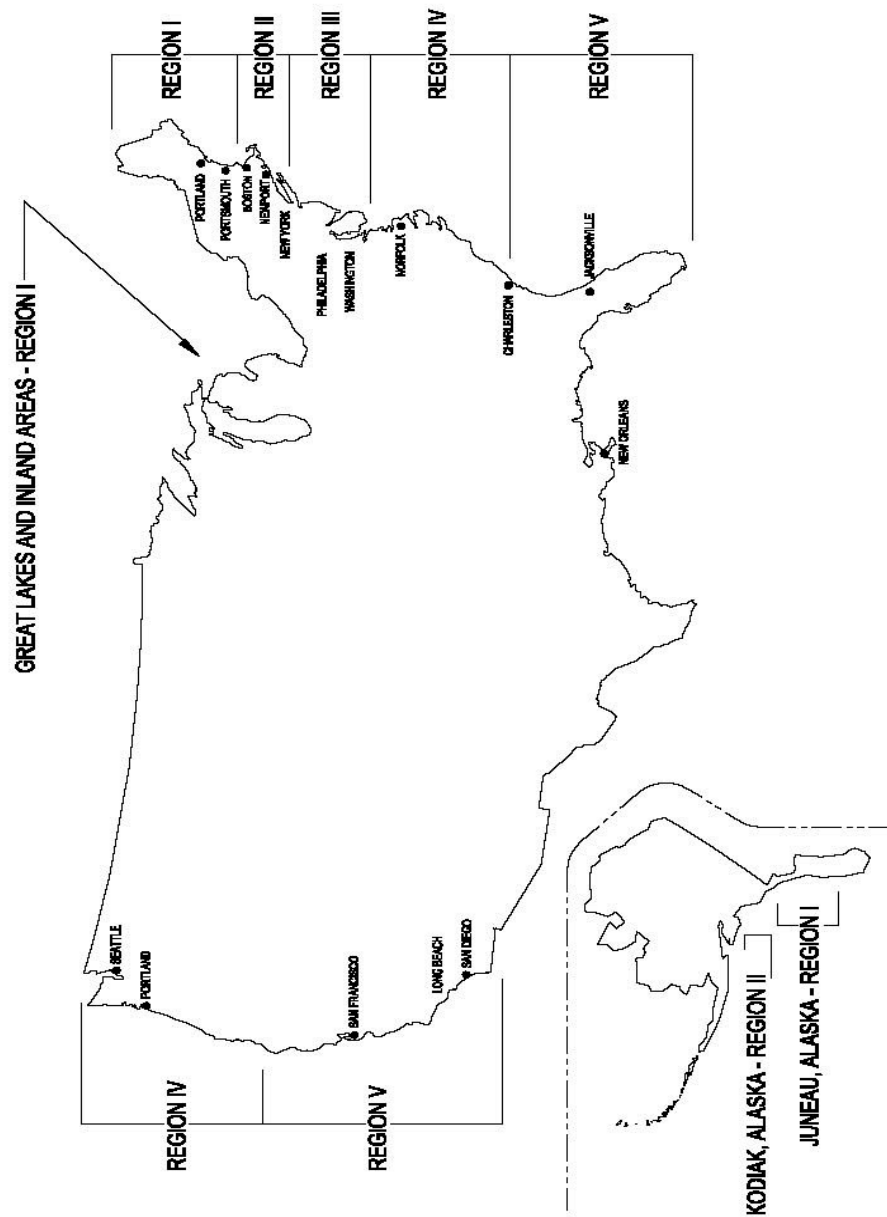 GREAT LAKES AND INLAND AREAS - REGION I
REGION I
REGION II
REGION III
REGION IV
REGION V
PORTLAND
PORTSMOUTH
BOSTON
NEWPORT
NEW YORK
PHILADELPHIA
WASHINGTON
NORFOLK
CHARLESTON
JACKSONVILLE
NEW ORLEANS
SEATTLE
PORTLAND
SAN FRANCISCO
LONG BEACH
SAN DIEGO
REGION IV
REGION V
KODIAK, ALASKA - REGION II
JUNEAU, ALASKA - REGION I